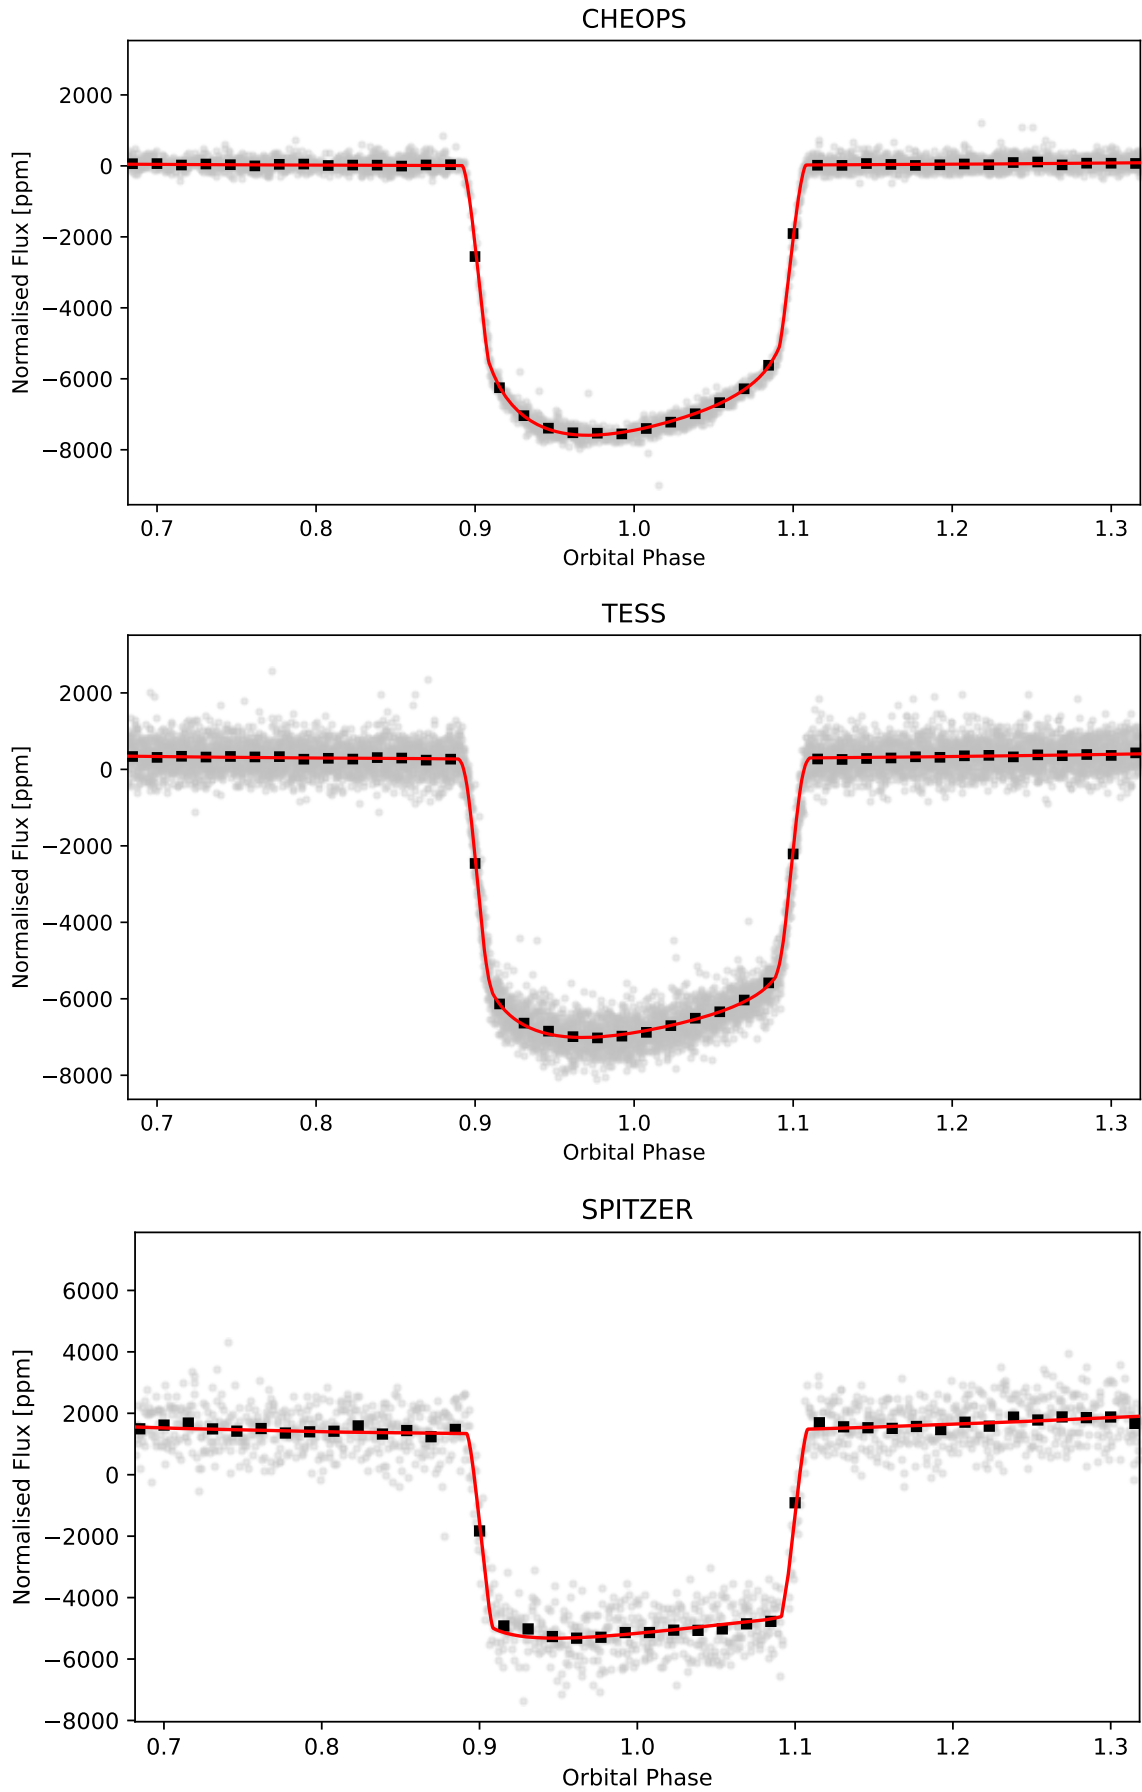 CHEOPS
Normalised Flux [ppm]
2000
0
−2000
−4000
−6000
−8000
0.7 0.8 0.9 1.0 1.1 1.2 1.3
Orbital Phase
TESS
Normalised Flux [ppm]
2000
0
−2000
−4000
−6000
−8000
0.7 0.8 0.9 1.0 1.1 1.2 1.3
Orbital Phase
SPITZER
Normalised Flux [ppm]
6000
4000
2000
0
−2000
−4000
−6000
−8000
0.7 0.8 0.9 1.0 1.1 1.2 1.3
Orbital Phase